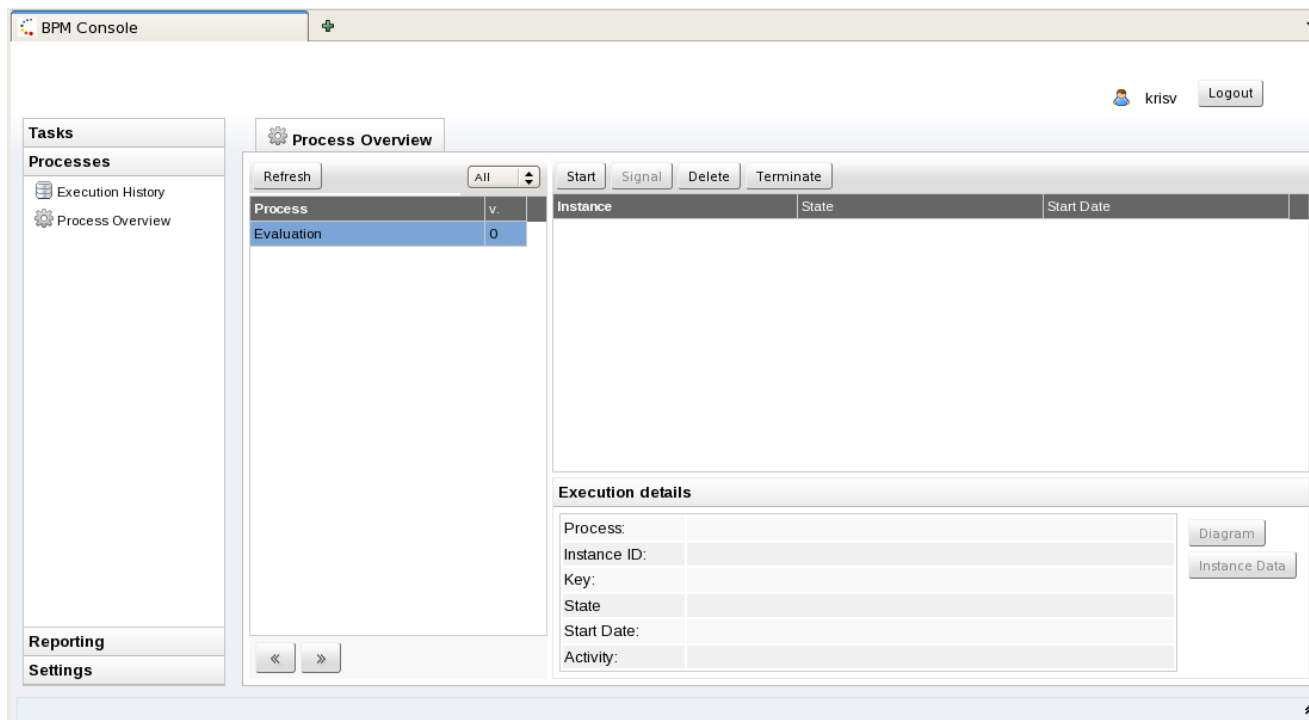 BPM Console
krisv Logout
Tasks
Processes
Execution History
Process Overview
Reporting
Settings
Process Overview
Refresh All
Process v.
Evaluation 0
« »
Start Signal Delete Terminate
Instance State Start Date
Execution details
Process:
Instance ID:
Key:
State
Start Date:
Activity:
Diagram
Instance Data